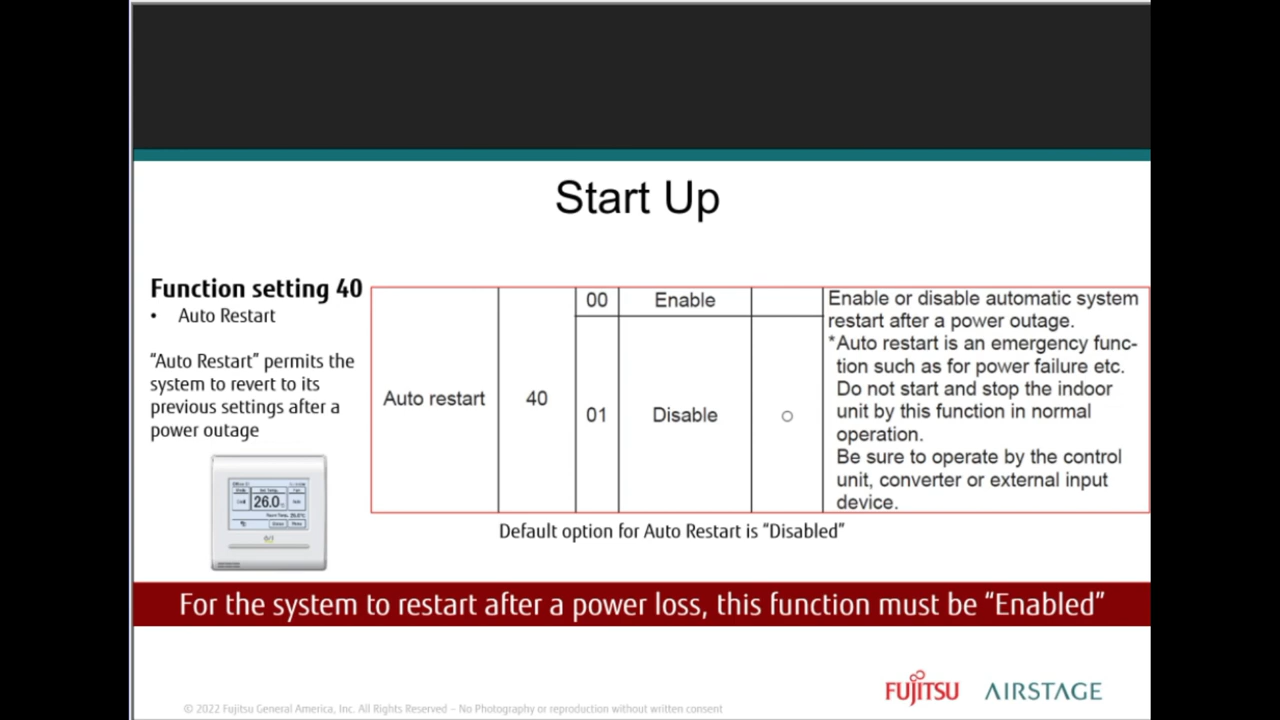 Start Up
Function setting 40
• Auto Restart
“Auto Restart” permits the
system to revert to its
previous settings after a
power outage
26.0
Auto restart
40
00
Enable
01
Disable
○
Enable or disable automatic system
restart after a power outage.
*Auto restart is an emergency func-
tion such as for power failure etc.
Do not start and stop the indoor
unit by this function in normal
operation.
Be sure to operate by the control
unit, converter or external input
device.
Default option for Auto Restart is “Disabled”
For the system to restart after a power loss, this function must be “Enabled”
FUJITSU AIRSTAGE
© 2022 Fujitsu General America, Inc. All Rights Reserved – No Photography or reproduction without written consent